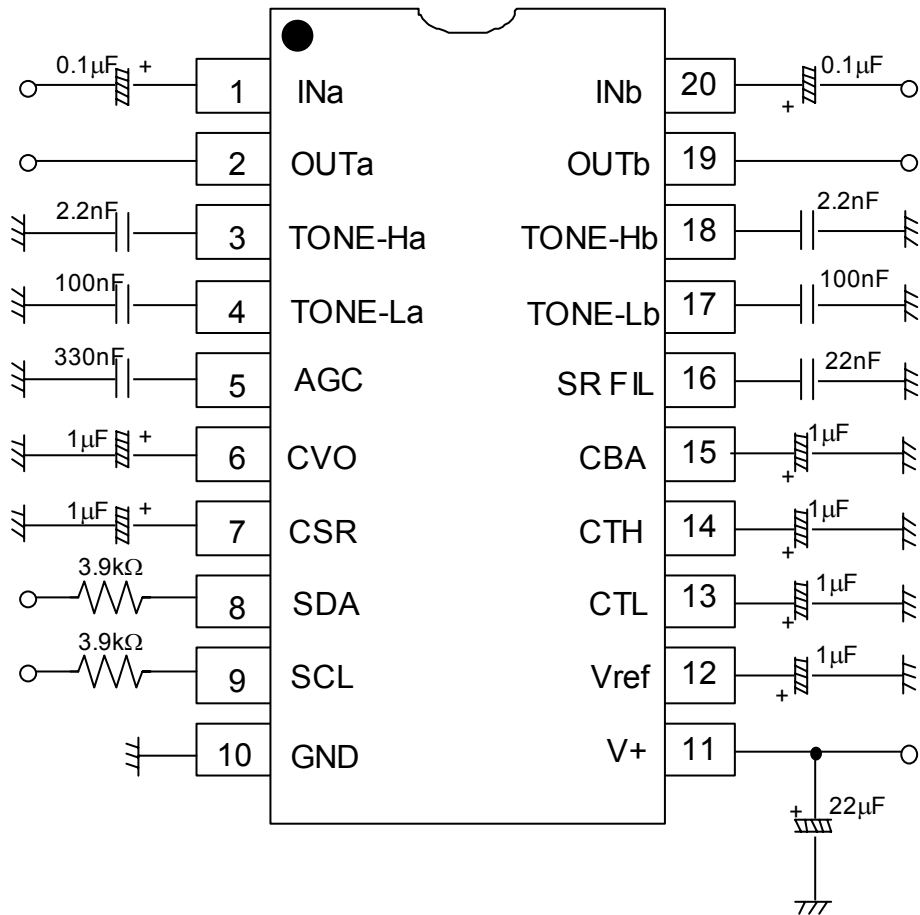 0.1µF + 1 INa INb 20 + 0.1µF
2 OUTa OUTb 19
2.2nF 3 TONE-Ha TONE-Hb 18 2.2nF
100nF 4 TONE-La TONE-Lb 17 100nF
330nF 5 AGC SR FIL 16 22nF
1µF + 6 CVO CBA 15 + 1µF
1µF + 7 CSR CTH 14 + 1µF
3.9kΩ 8 SDA CTL 13 + 1µF
3.9kΩ 9 SCL Vref 12 + 1µF
10 GND V+ 11
+ 22µF